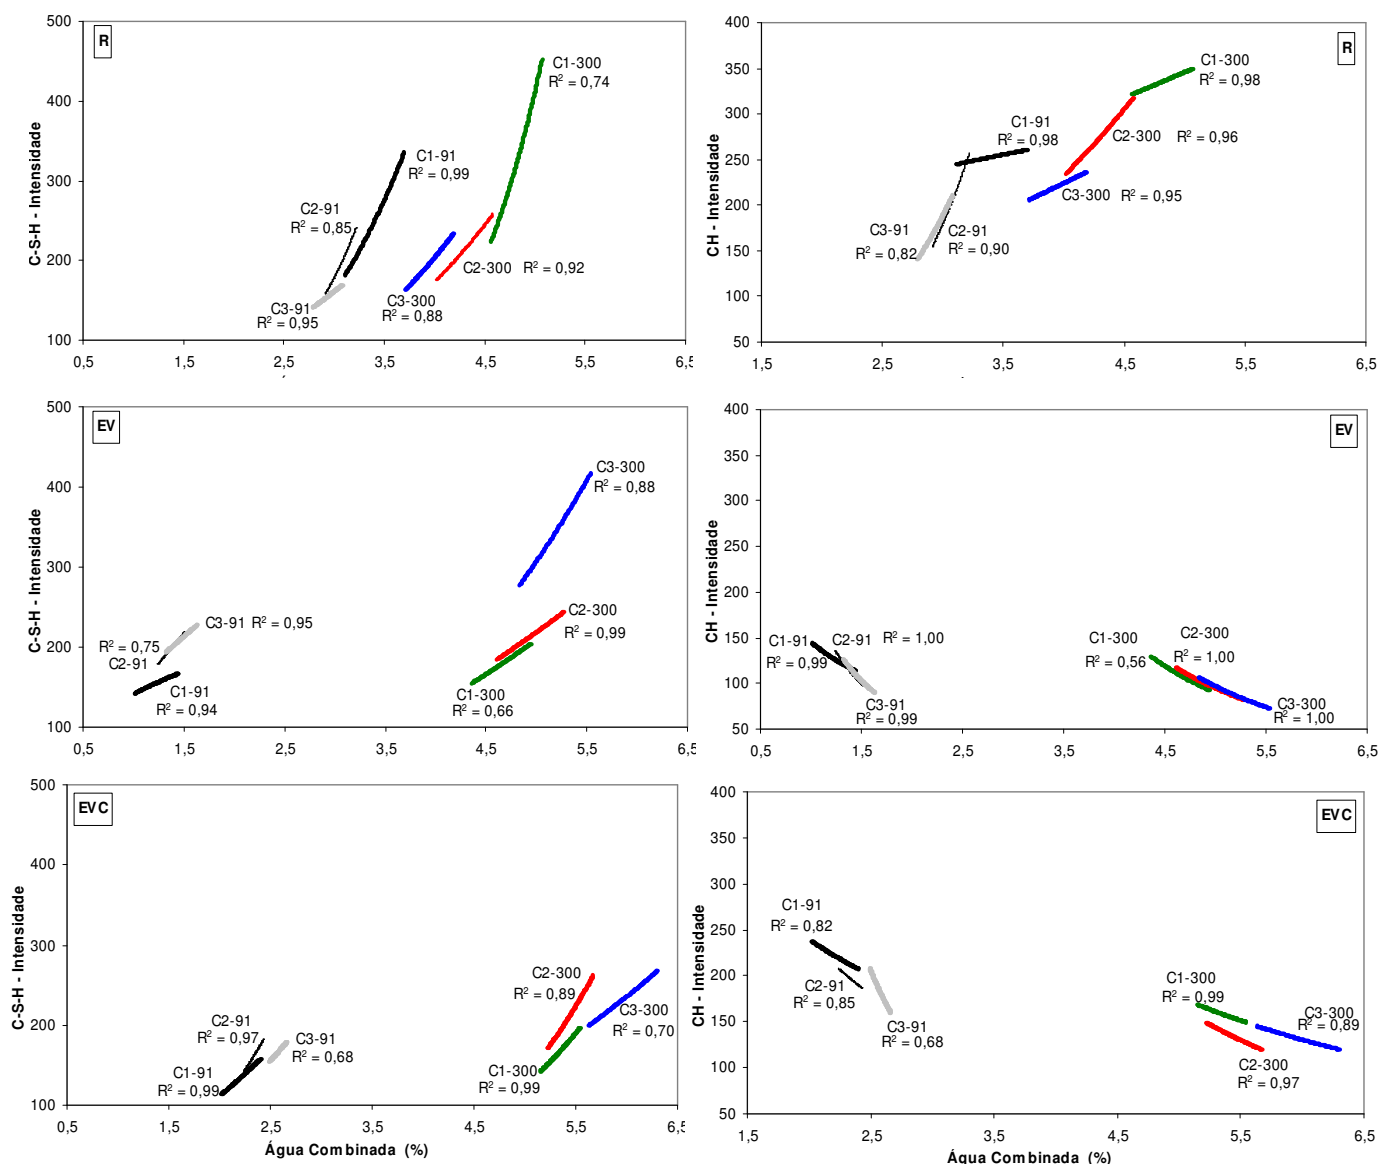 R
C-S-H - Intensidade
500
400
300
200
100
0,5
1,5
2,5
3,5
4,5
5,5
6,5
C1-300
R² = 0,74
C1-91
R² = 0,99
C2-91
R² = 0,85
C3-91
R² = 0,95
C3-300
R² = 0,88
C2-300 R² = 0,92
R
CH - Intensidade
400
350
300
250
200
150
100
50
1,5
2,5
3,5
4,5
5,5
6,5
C1-300
R² = 0,98
C1-91
R² = 0,98
C2-300 R² = 0,96
C3-300 R² = 0,95
C3-91
R² = 0,82
C2-91
R² = 0,90
EV
C-S-H - Intensidade
500
400
300
200
100
0,5
1,5
2,5
3,5
4,5
5,5
6,5
C3-300
R² = 0,88
C3-91 R² = 0,95
R² = 0,75
C2-91
C1-91
R² = 0,94
C2-300
R² = 0,99
C1-300
R² = 0,66
EV
CH - Intensidade
400
350
300
250
200
150
100
50
0,5
1,5
2,5
3,5
4,5
5,5
6,5
C1-91
R² = 0,99
C2-91 R² = 1,00
C3-91
R² = 0,99
C1-300
R² = 0,56
C2-300
R² = 1,00
C3-300
R² = 1,00
EVC
C-S-H - Intensidade
500
400
300
200
100
0,5
1,5
2,5
3,5
4,5
5,5
6,5
C2-91
R² = 0,97
C3-91
R² = 0,68
C1-91
R² = 0,99
C2-300
R² = 0,89
C3-300
R² = 0,70
C1-300
R² = 0,99
Água Combinada (%)
EVC
CH - Intensidade
400
350
300
250
200
150
100
50
1,5
2,5
3,5
4,5
5,5
6,5
C1-91
R² = 0,82
C2-91
R² = 0,85
C3-91
R² = 0,68
C1-300
R² = 0,99
C3-300
R² = 0,89
C2-300
R² = 0,97
Água Combinada (%)